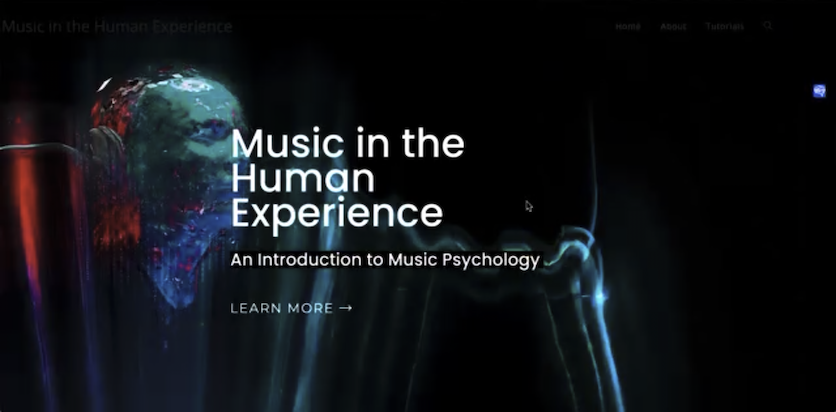 Music in the Human Experience
Home About Tutorials
Music in the
Human
Experience
An Introduction to Music Psychology
LEARN MORE →